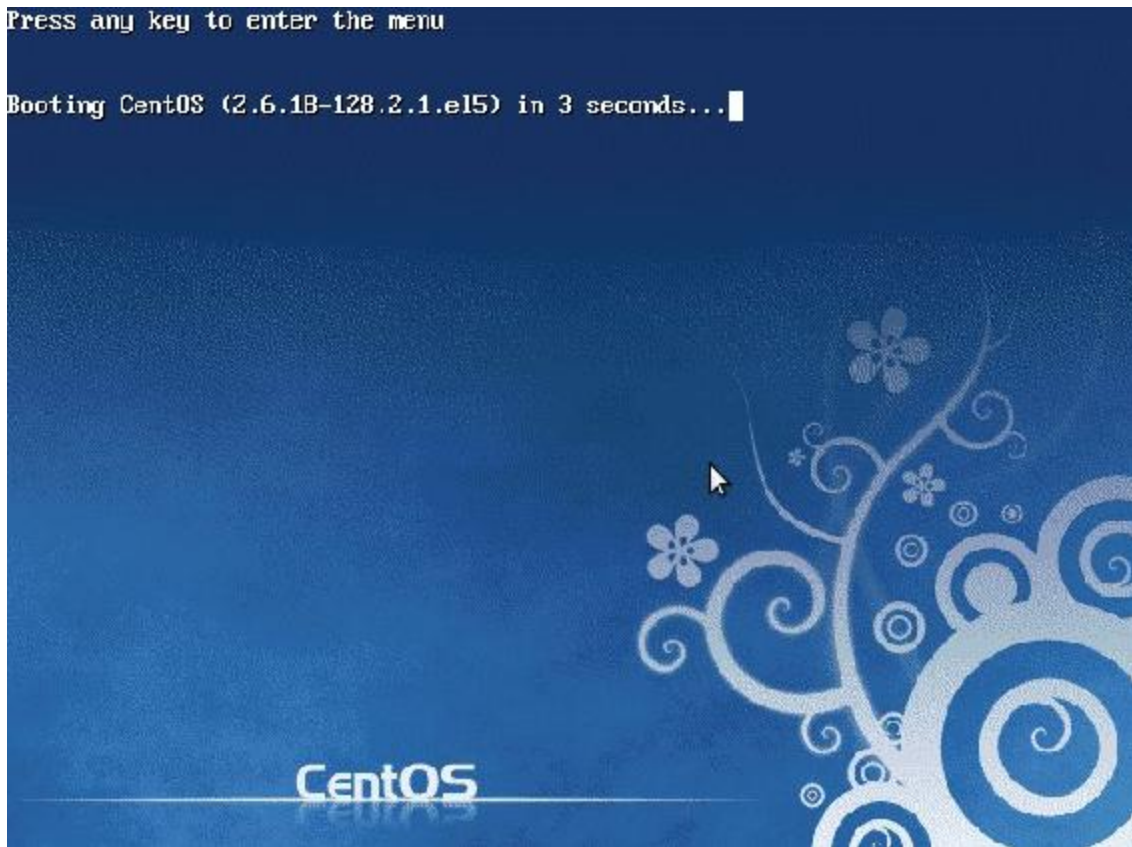 Press any key to enter the menu
Booting CentOS (2.6.18-128.2.1.el5) in 3 seconds...
CentOS